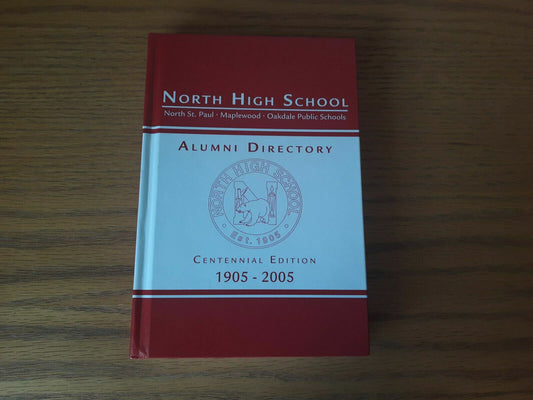 NORTH HIGH SCHOOL
North St. Paul · Maplewood · Oakdale Public Schools
ALUMNI DIRECTORY
NORTH HIGH SCHOOL
N
Est. 1905
CENTENNIAL EDITION
1905 - 2005